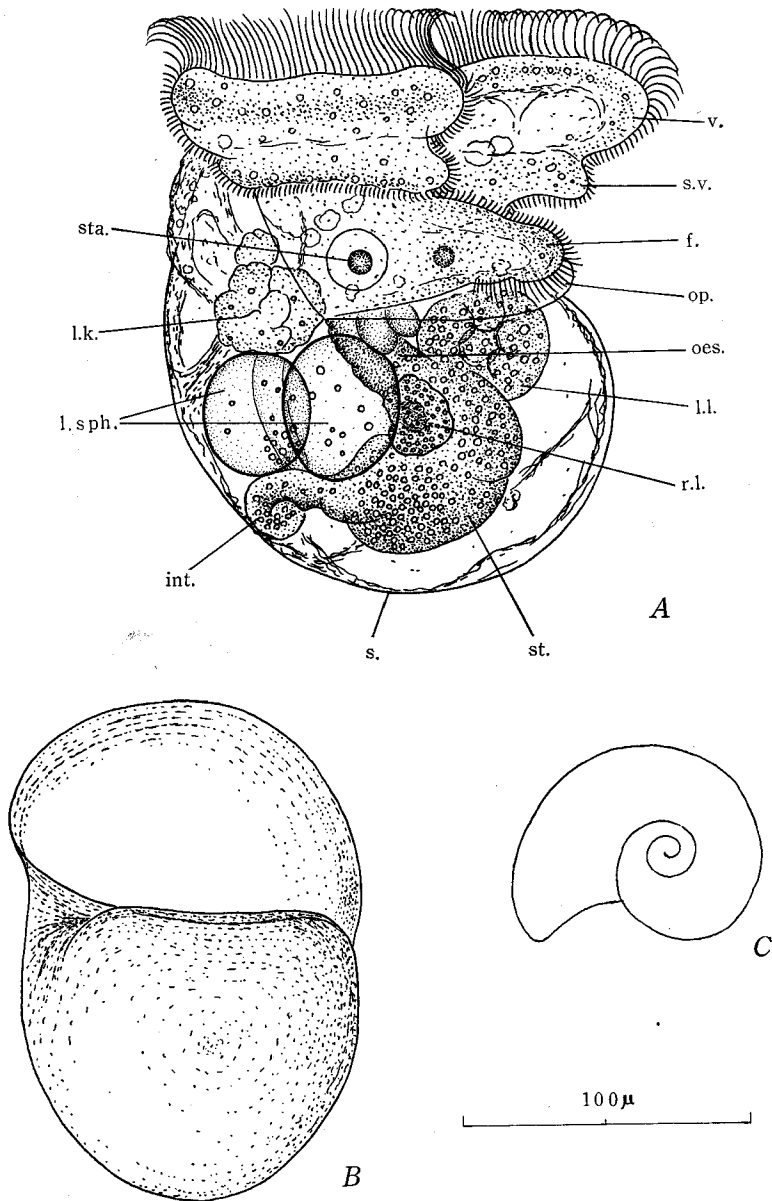 v.
s.v.
sta.
f.
op.
l.k.
oes.
l.sph.
l.l.
r.l.
int.
A
s.
st.
C
100μ
B